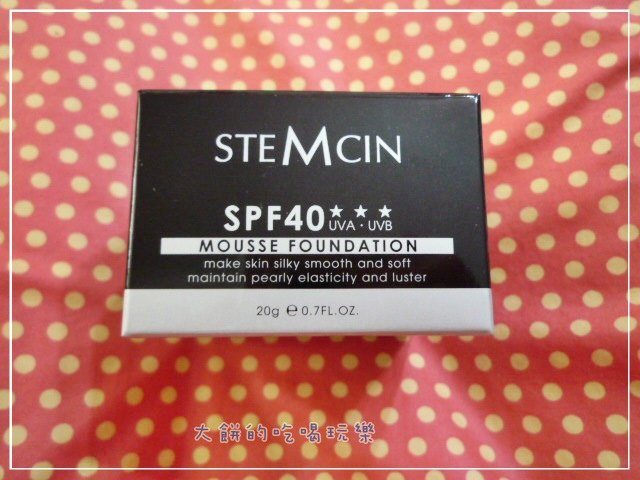 STEMCIN
SPF40★★★
UVA・UVB
MOUSSE FOUNDATION
make skin silky smooth and soft
maintain pearly elasticity and luster
20g ℮ 0.7FL.OZ.
大餅的吃喝玩樂